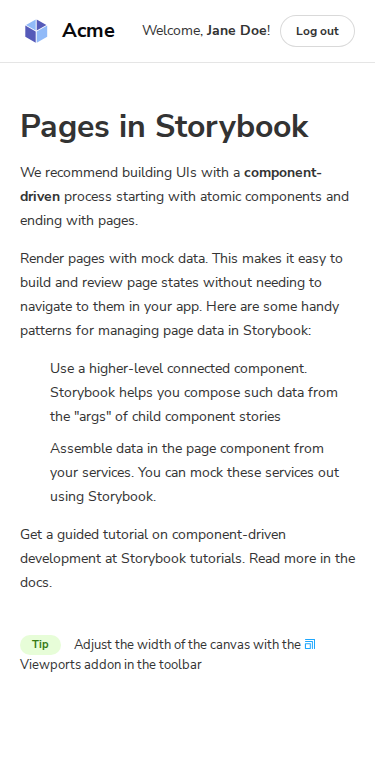 Acme Welcome, Jane Doe! Log out
Pages in Storybook
We recommend building UIs with a component-
driven process starting with atomic components and
ending with pages.
Render pages with mock data. This makes it easy to
build and review page states without needing to
navigate to them in your app. Here are some handy
patterns for managing page data in Storybook:
Use a higher-level connected component.
Storybook helps you compose such data from
the "args" of child component stories
Assemble data in the page component from
your services. You can mock these services out
using Storybook.
Get a guided tutorial on component-driven
development at Storybook tutorials. Read more in the
docs.
Tip Adjust the width of the canvas with the
Viewports addon in the toolbar